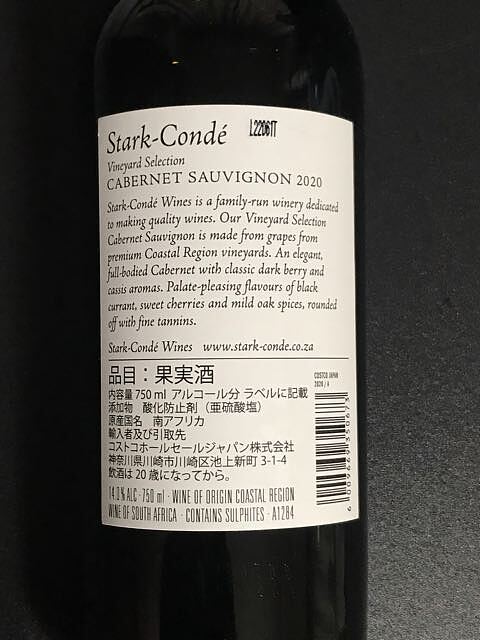 Stark-Condé
L22061T
Vineyard Selection
CABERNET SAUVIGNON 2020
Stark-Condé Wines is a family-run winery dedicated
to making quality wines. Our Vineyard Selection
Cabernet Sauvignon is made from grapes from
premium Coastal Region vineyards. An elegant,
full-bodied Cabernet with classic dark berry and
cassis aromas. Palate-pleasing flavours of black
currant, sweet cherries and mild oak spices, rounded
off with fine tannins.
Stark-Condé Wines www.stark-conde.co.za
品目：果実酒
内容量 750 ml アルコール分 ラベルに記載
添加物 酸化防止剤（亜硫酸塩）
原産国名 南アフリカ
輸入者及び引取先
コストコホールセールジャパン株式会社
神奈川県川崎市川崎区池上新町 3-1-4
飲酒は 20 歳になってから。
14.0% ALC · 750 ml · WINE OF ORIGIN COASTAL REGION
WINE OF SOUTH AFRICA · CONTAINS SULPHITES · A1284
COSTCO JAPAN